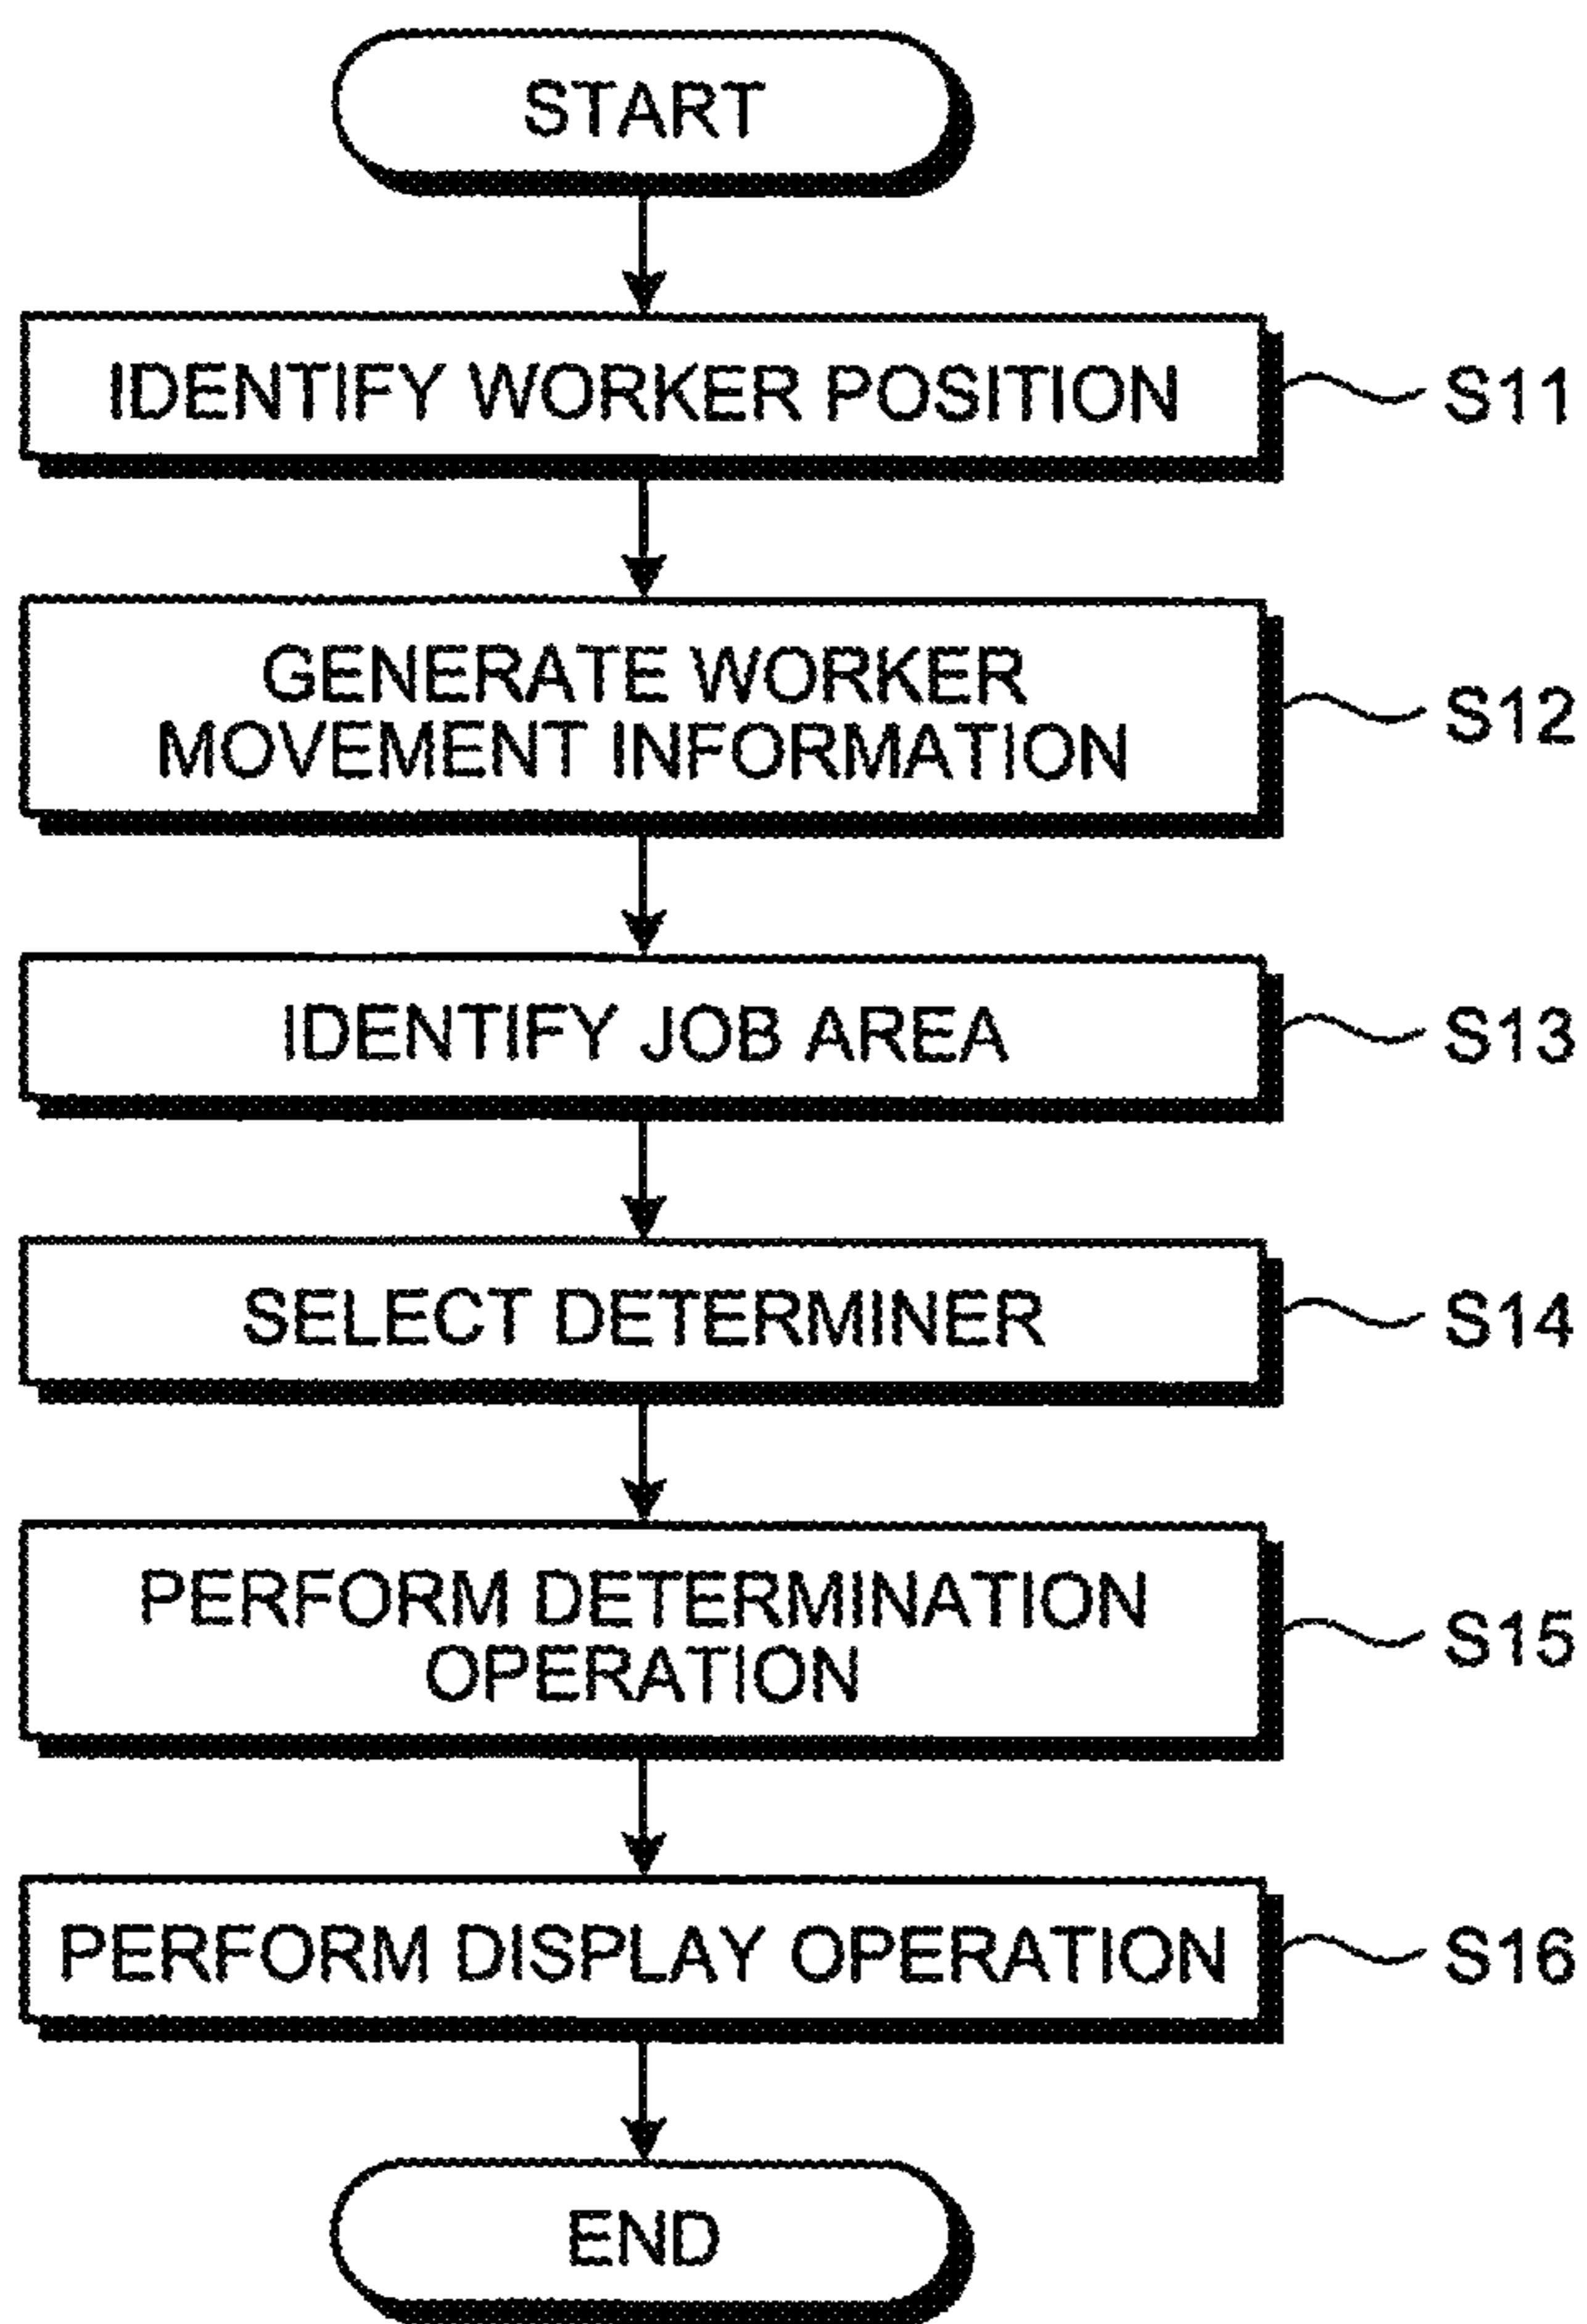 START
IDENTIFY WORKER POSITION
S11
GENERATE WORKER
MOVEMENT INFORMATION
S12
IDENTIFY JOB AREA
S13
SELECT DETERMINER
S14
PERFORM DETERMINATION
OPERATION
S15
PERFORM DISPLAY OPERATION
S16
END